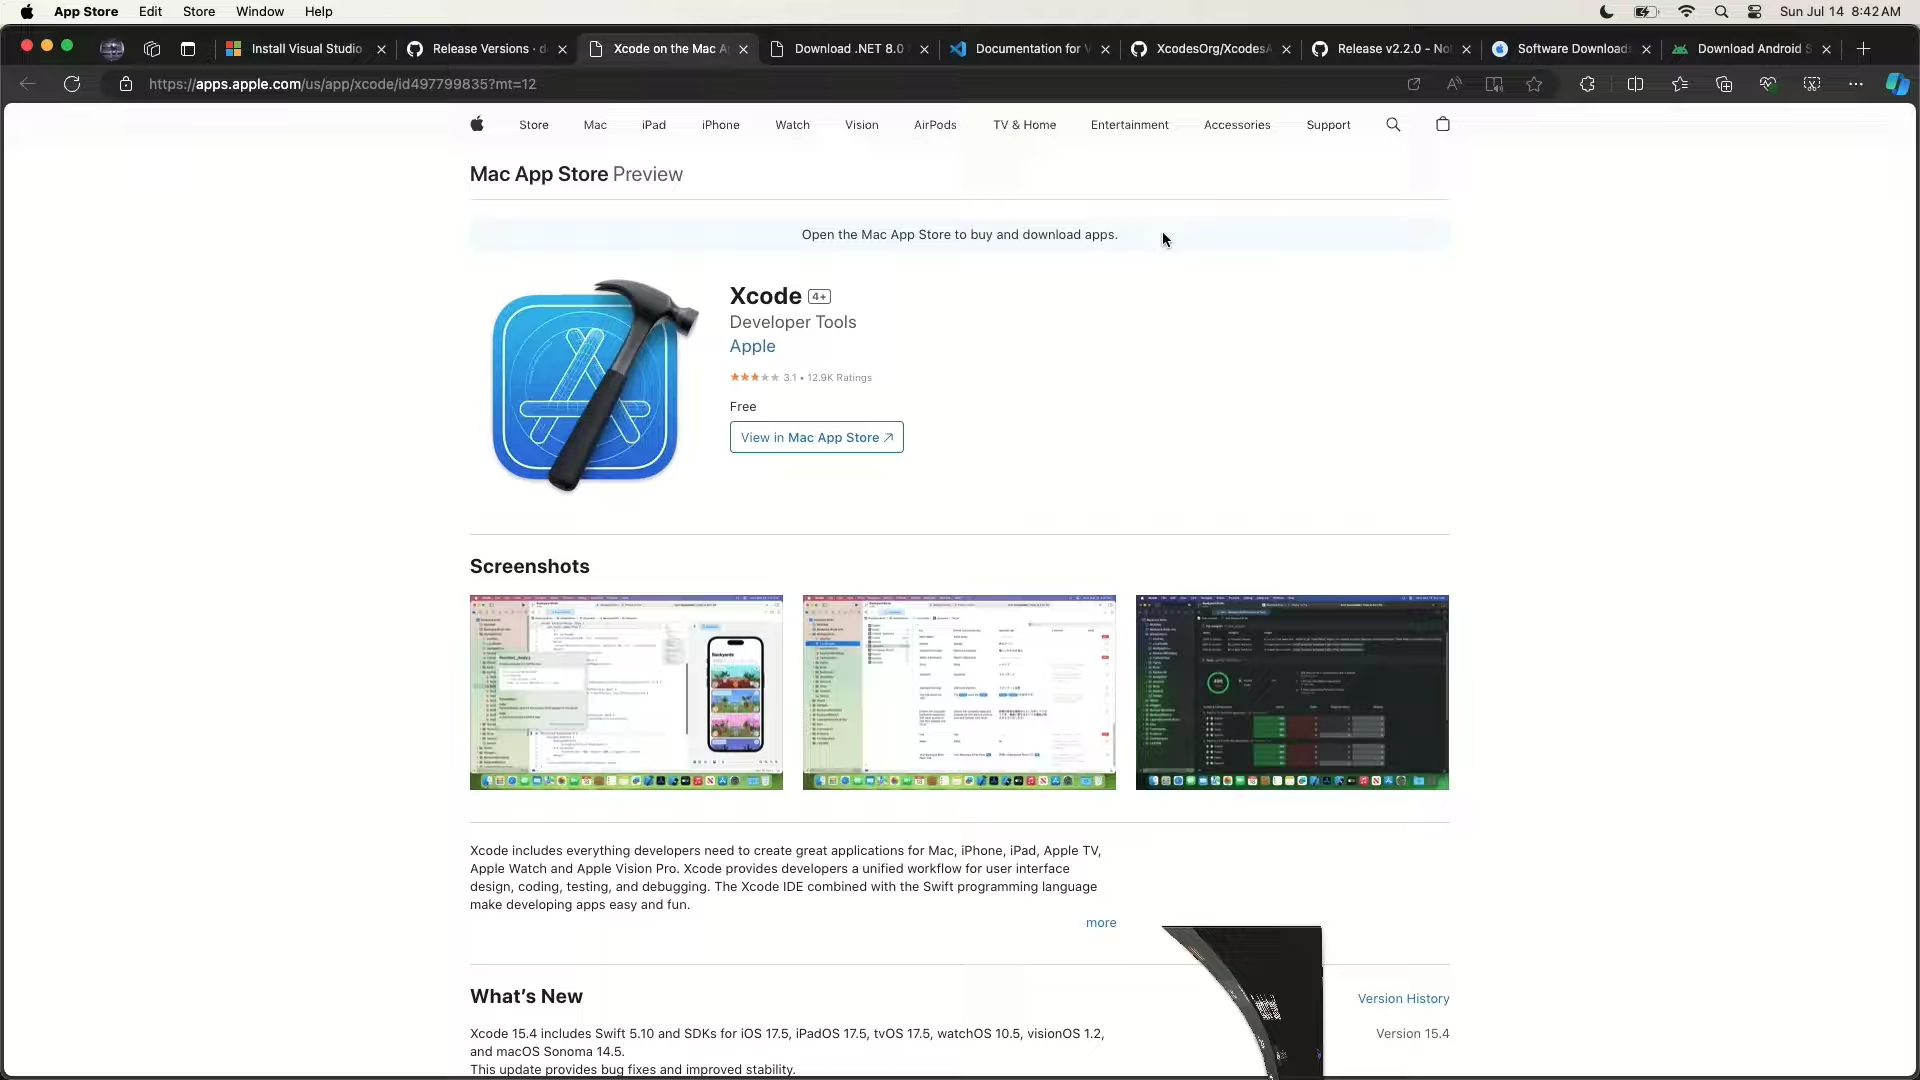 App Store Edit Store Window Help Sun Jul 14 8:42 AM
Install Visual Studio Release Versions · d Xcode on the Mac A Download .NET 8.0 Documentation for V XcodesOrg/XcodesA Release v2.2.0 - No Software Downloads Download Android S
https://apps.apple.com/us/app/xcode/id497799835?mt=12
Store Mac iPad iPhone Watch Vision AirPods TV & Home Entertainment Accessories Support
Mac App Store Preview
Open the Mac App Store to buy and download apps.
Xcode 4+
Developer Tools
Apple
3.1 • 12.9K Ratings
Free
View in Mac App Store
Screenshots
Xcode includes everything developers need to create great applications for Mac, iPhone, iPad, Apple TV,
Apple Watch and Apple Vision Pro. Xcode provides developers a unified workflow for user interface
design, coding, testing, and debugging. The Xcode IDE combined with the Swift programming language
make developing apps easy and fun.
more
What's New
Version History
Xcode 15.4 includes Swift 5.10 and SDKs for iOS 17.5, iPadOS 17.5, tvOS 17.5, watchOS 10.5, visionOS 1.2,
Version 15.4
and macOS Sonoma 14.5.
This update provides bug fixes and improved stability.